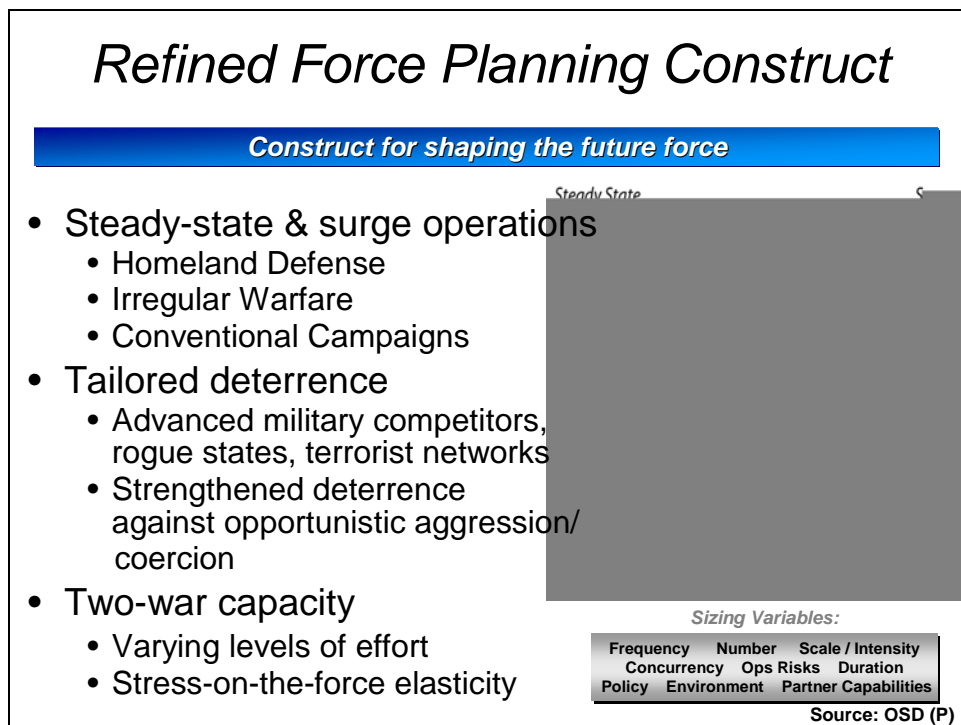 Refined Force Planning Construct
Construct for shaping the future force
Steady State
• Steady-state & surge operations
• Homeland Defense
• Irregular Warfare
• Conventional Campaigns
• Tailored deterrence
• Advanced military competitors,
rogue states, terrorist networks
• Strengthened deterrence
against opportunistic aggression/
coercion
• Two-war capacity
• Varying levels of effort
• Stress-on-the-force elasticity
Sizing Variables:
Frequency Number Scale / Intensity
Concurrency Ops Risks Duration
Policy Environment Partner Capabilities
Source: OSD (P)